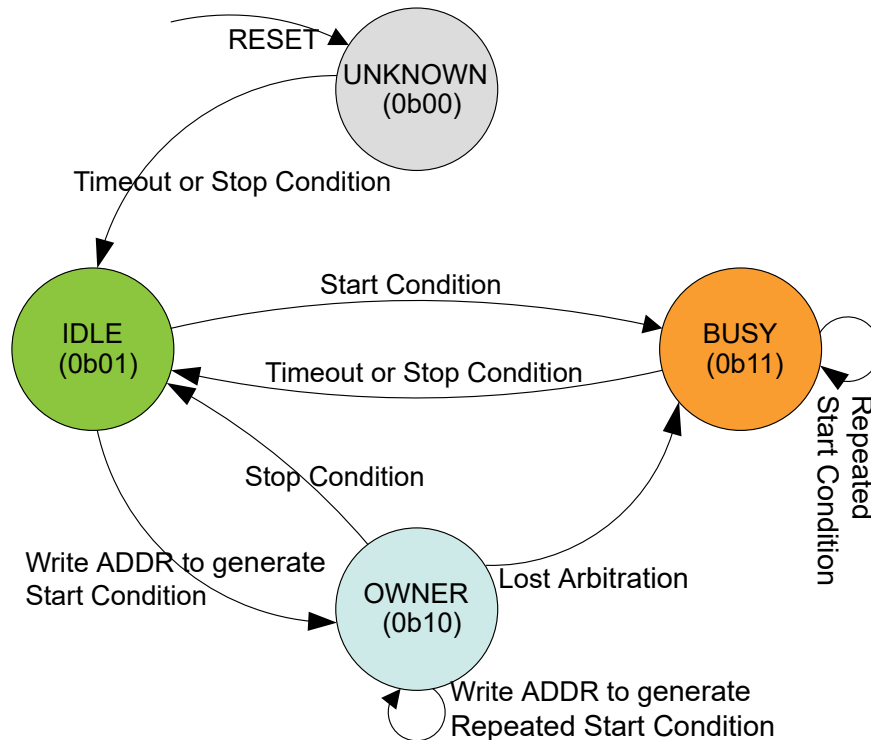 RESET
UNKNOWN
(0b00)
Timeout or Stop Condition
Start Condition
IDLE
(0b01)
BUSY
(0b11)
Timeout or Stop Condition
Repeated
Start Condition
Stop Condition
Write ADDR to generate
Start Condition
Lost Arbitration
OWNER
(0b10)
Write ADDR to generate
Repeated Start Condition